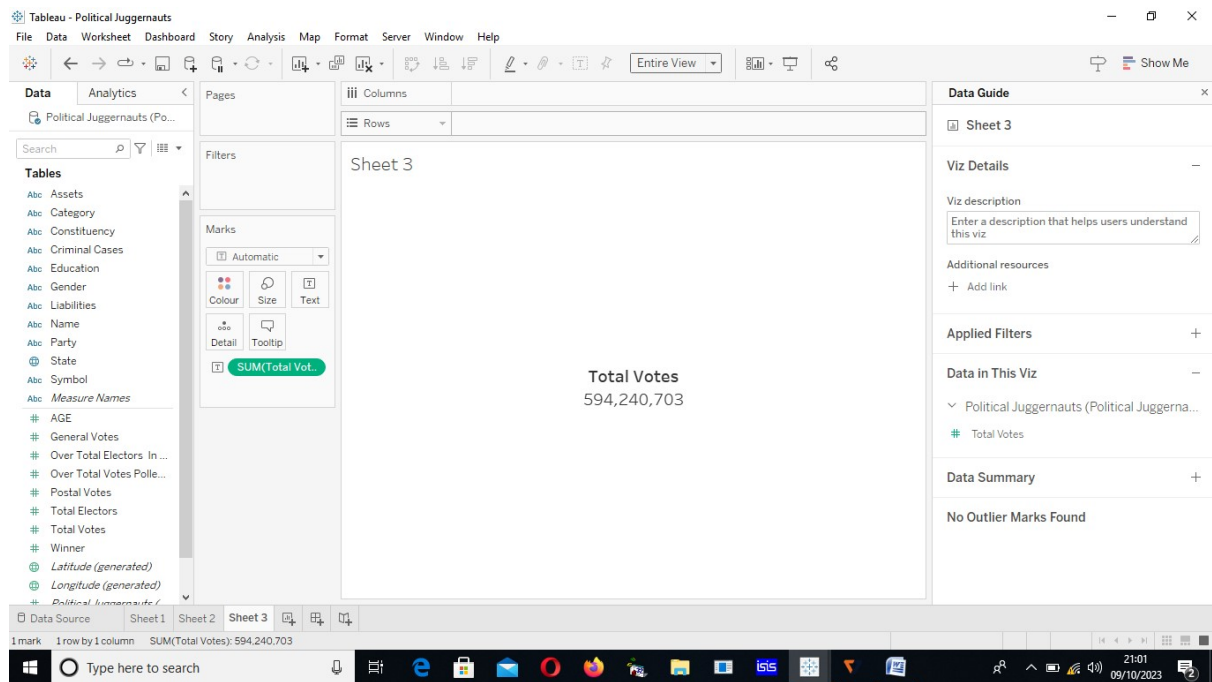 Tableau - Political Juggernauts
File Data Worksheet Dashboard Story Analysis Map Format Server Window Help
Entire View
Show Me
Data Analytics
Political Juggernauts (Po...
Search
Tables
Abc Assets
Abc Category
Abc Constituency
Abc Criminal Cases
Abc Education
Abc Gender
Abc Liabilities
Abc Name
Abc Party
State
Abc Symbol
Abc Measure Names
# AGE
# General Votes
# Over Total Electors In ...
# Over Total Votes Polle...
# Postal Votes
# Total Electors
# Total Votes
# Winner
Latitude (generated)
Longitude (generated)
# Political Juggernauts (
Pages
Filters
Marks
T Automatic
Colour Size Text
Detail Tooltip
T SUM(Total Vot..
Columns
Rows
Sheet 3
Total Votes
594,240,703
Data Guide
Sheet 3
Viz Details
Viz description
Enter a description that helps users understand
this viz
Additional resources
+ Add link
Applied Filters
Data in This Viz
Political Juggernauts (Political Juggerna...
# Total Votes
Data Summary
No Outlier Marks Found
Data Source Sheet 1 Sheet 2 Sheet 3
1 mark 1 row by 1 column SUM(Total Votes): 594,240,703
Type here to search
isis
21:01
09/10/2023
2